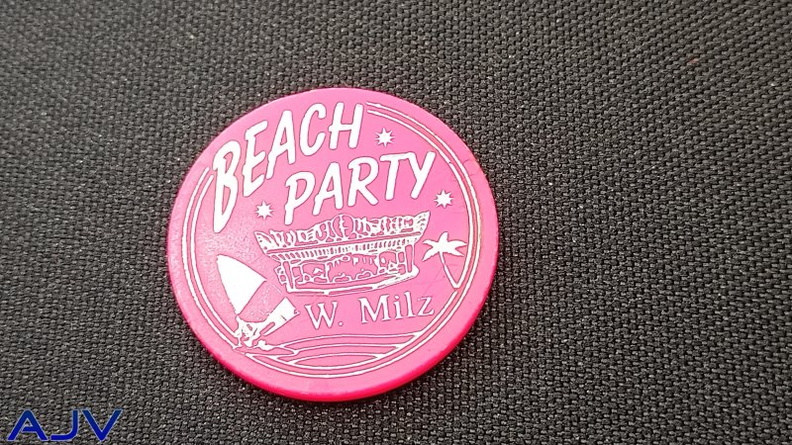 BEACH
PARTY
W. Milz
AJV